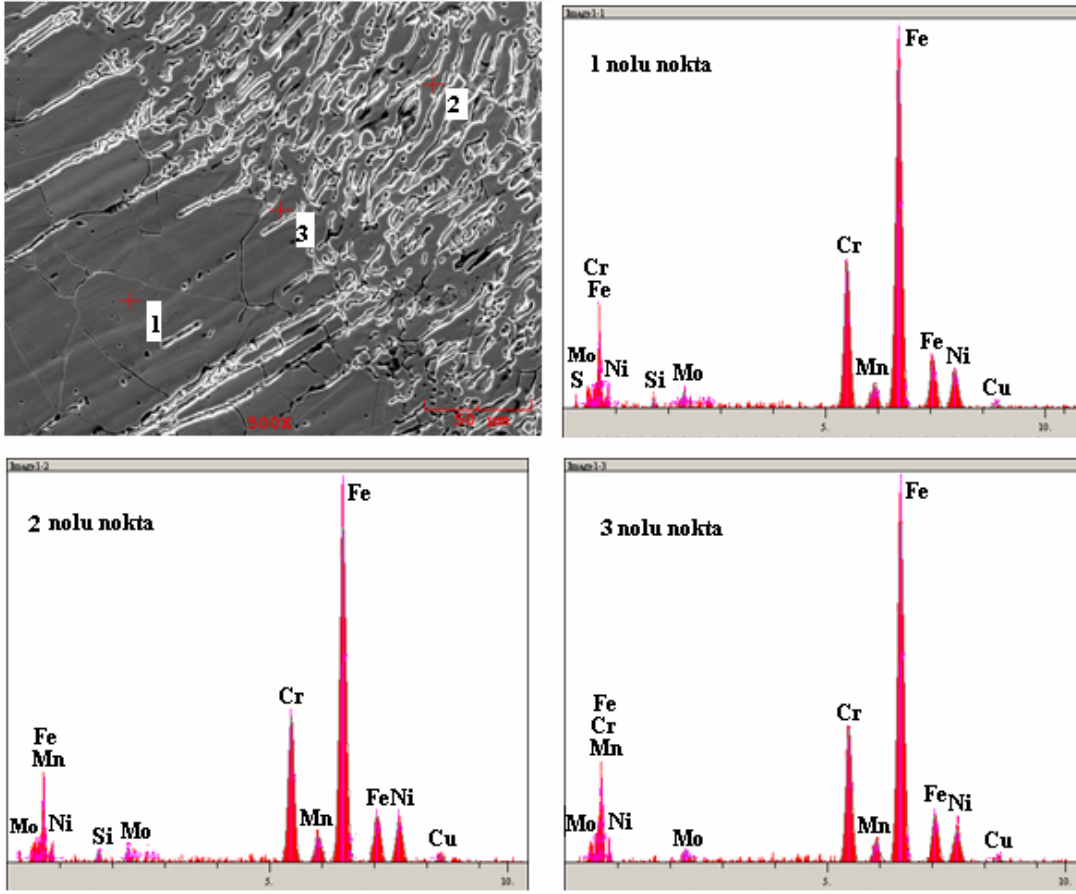 2
3
1
500X
50 µm
Image1-1
1 nolu nokta
Fe
Cr
Cr
Fe
Mo
S
Ni
Si
Mo
Mn
Fe
Ni
Cu
5.
10.
Image1-2
2 nolu nokta
Fe
Cr
Fe
Mn
Mo
Ni
Si
Mo
Mn
Fe
Ni
Cu
5.
10.
Image1-3
3 nolu nokta
Fe
Fe
Cr
Mn
Cr
Mo
Ni
Mo
Mn
Fe
Ni
Cu
5.
10.